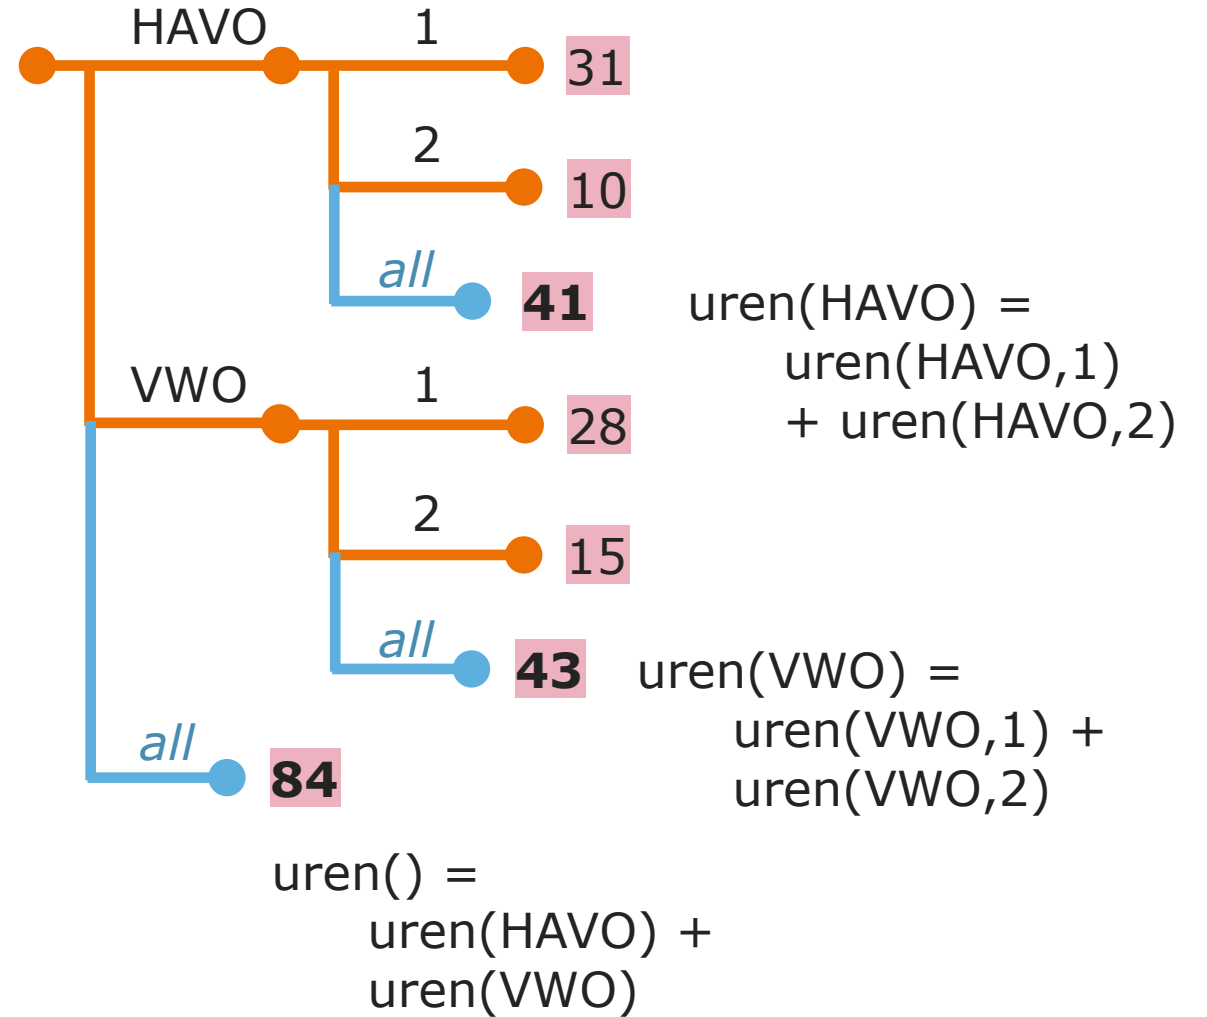 HAVO 1 31
2 10
all 41
uren(HAVO) =
uren(HAVO,1)
+ uren(HAVO,2)
VWO 1 28
2 15
all 43
uren(VWO) =
uren(VWO,1) +
uren(VWO,2)
all 84
uren() =
uren(HAVO) +
uren(VWO)